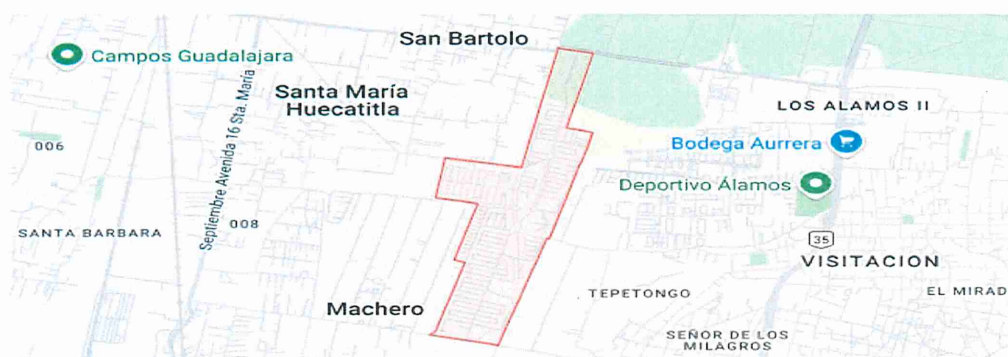 San Bartolo
Campos Guadalajara
Santa María
Huecatitla
LOS ALAMOS II
006
Bodega Aurrera
Septiembre Avenida 16 Sta. María
Deportivo Álamos
008
SANTA BARBARA
35
VISITACION
TEPETONGO
EL MIRAD
Machero
SEÑOR DE LOS
MILAGROS